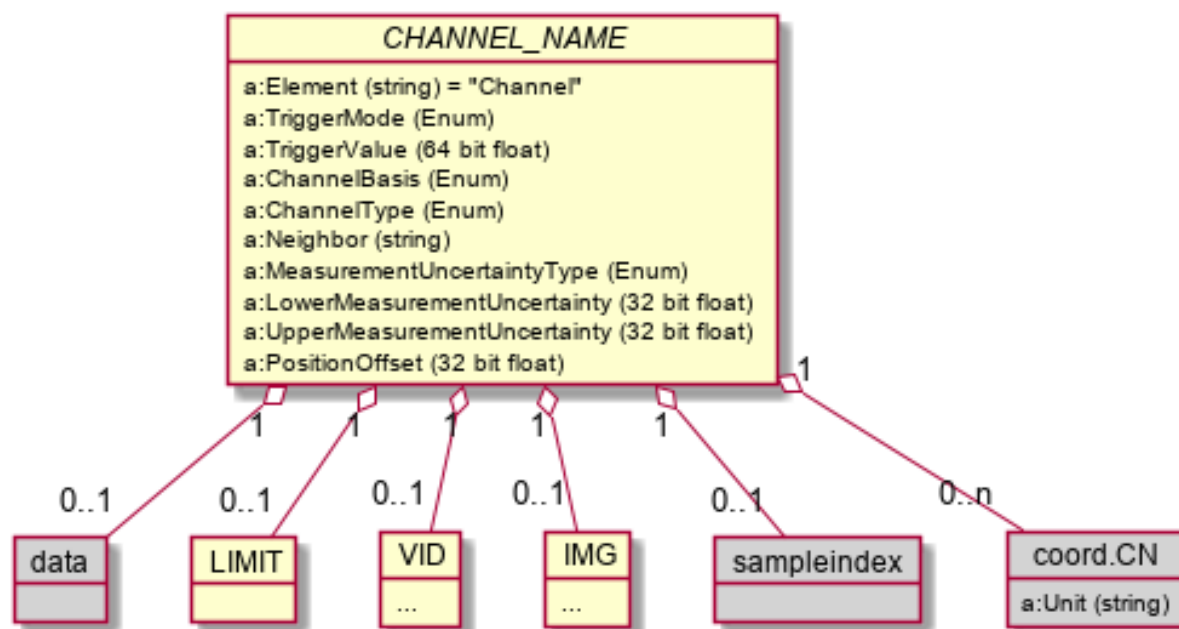 CHANNEL_NAME
a:Element (string) = "Channel"
a:TriggerMode (Enum)
a:TriggerValue (64 bit float)
a:ChannelBasis (Enum)
a:ChannelType (Enum)
a:Neighbor (string)
a:MeasurementUncertaintyType (Enum)
a:LowerMeasurementUncertainty (32 bit float)
a:UpperMeasurementUncertainty (32 bit float)
a:PositionOffset (32 bit float)
1 1 1 1 1 1
0..1 0..1 0..1 0..1 0..1 0..n
data LIMIT VID IMG sampleindex coord.CN
... ... a:Unit (string)